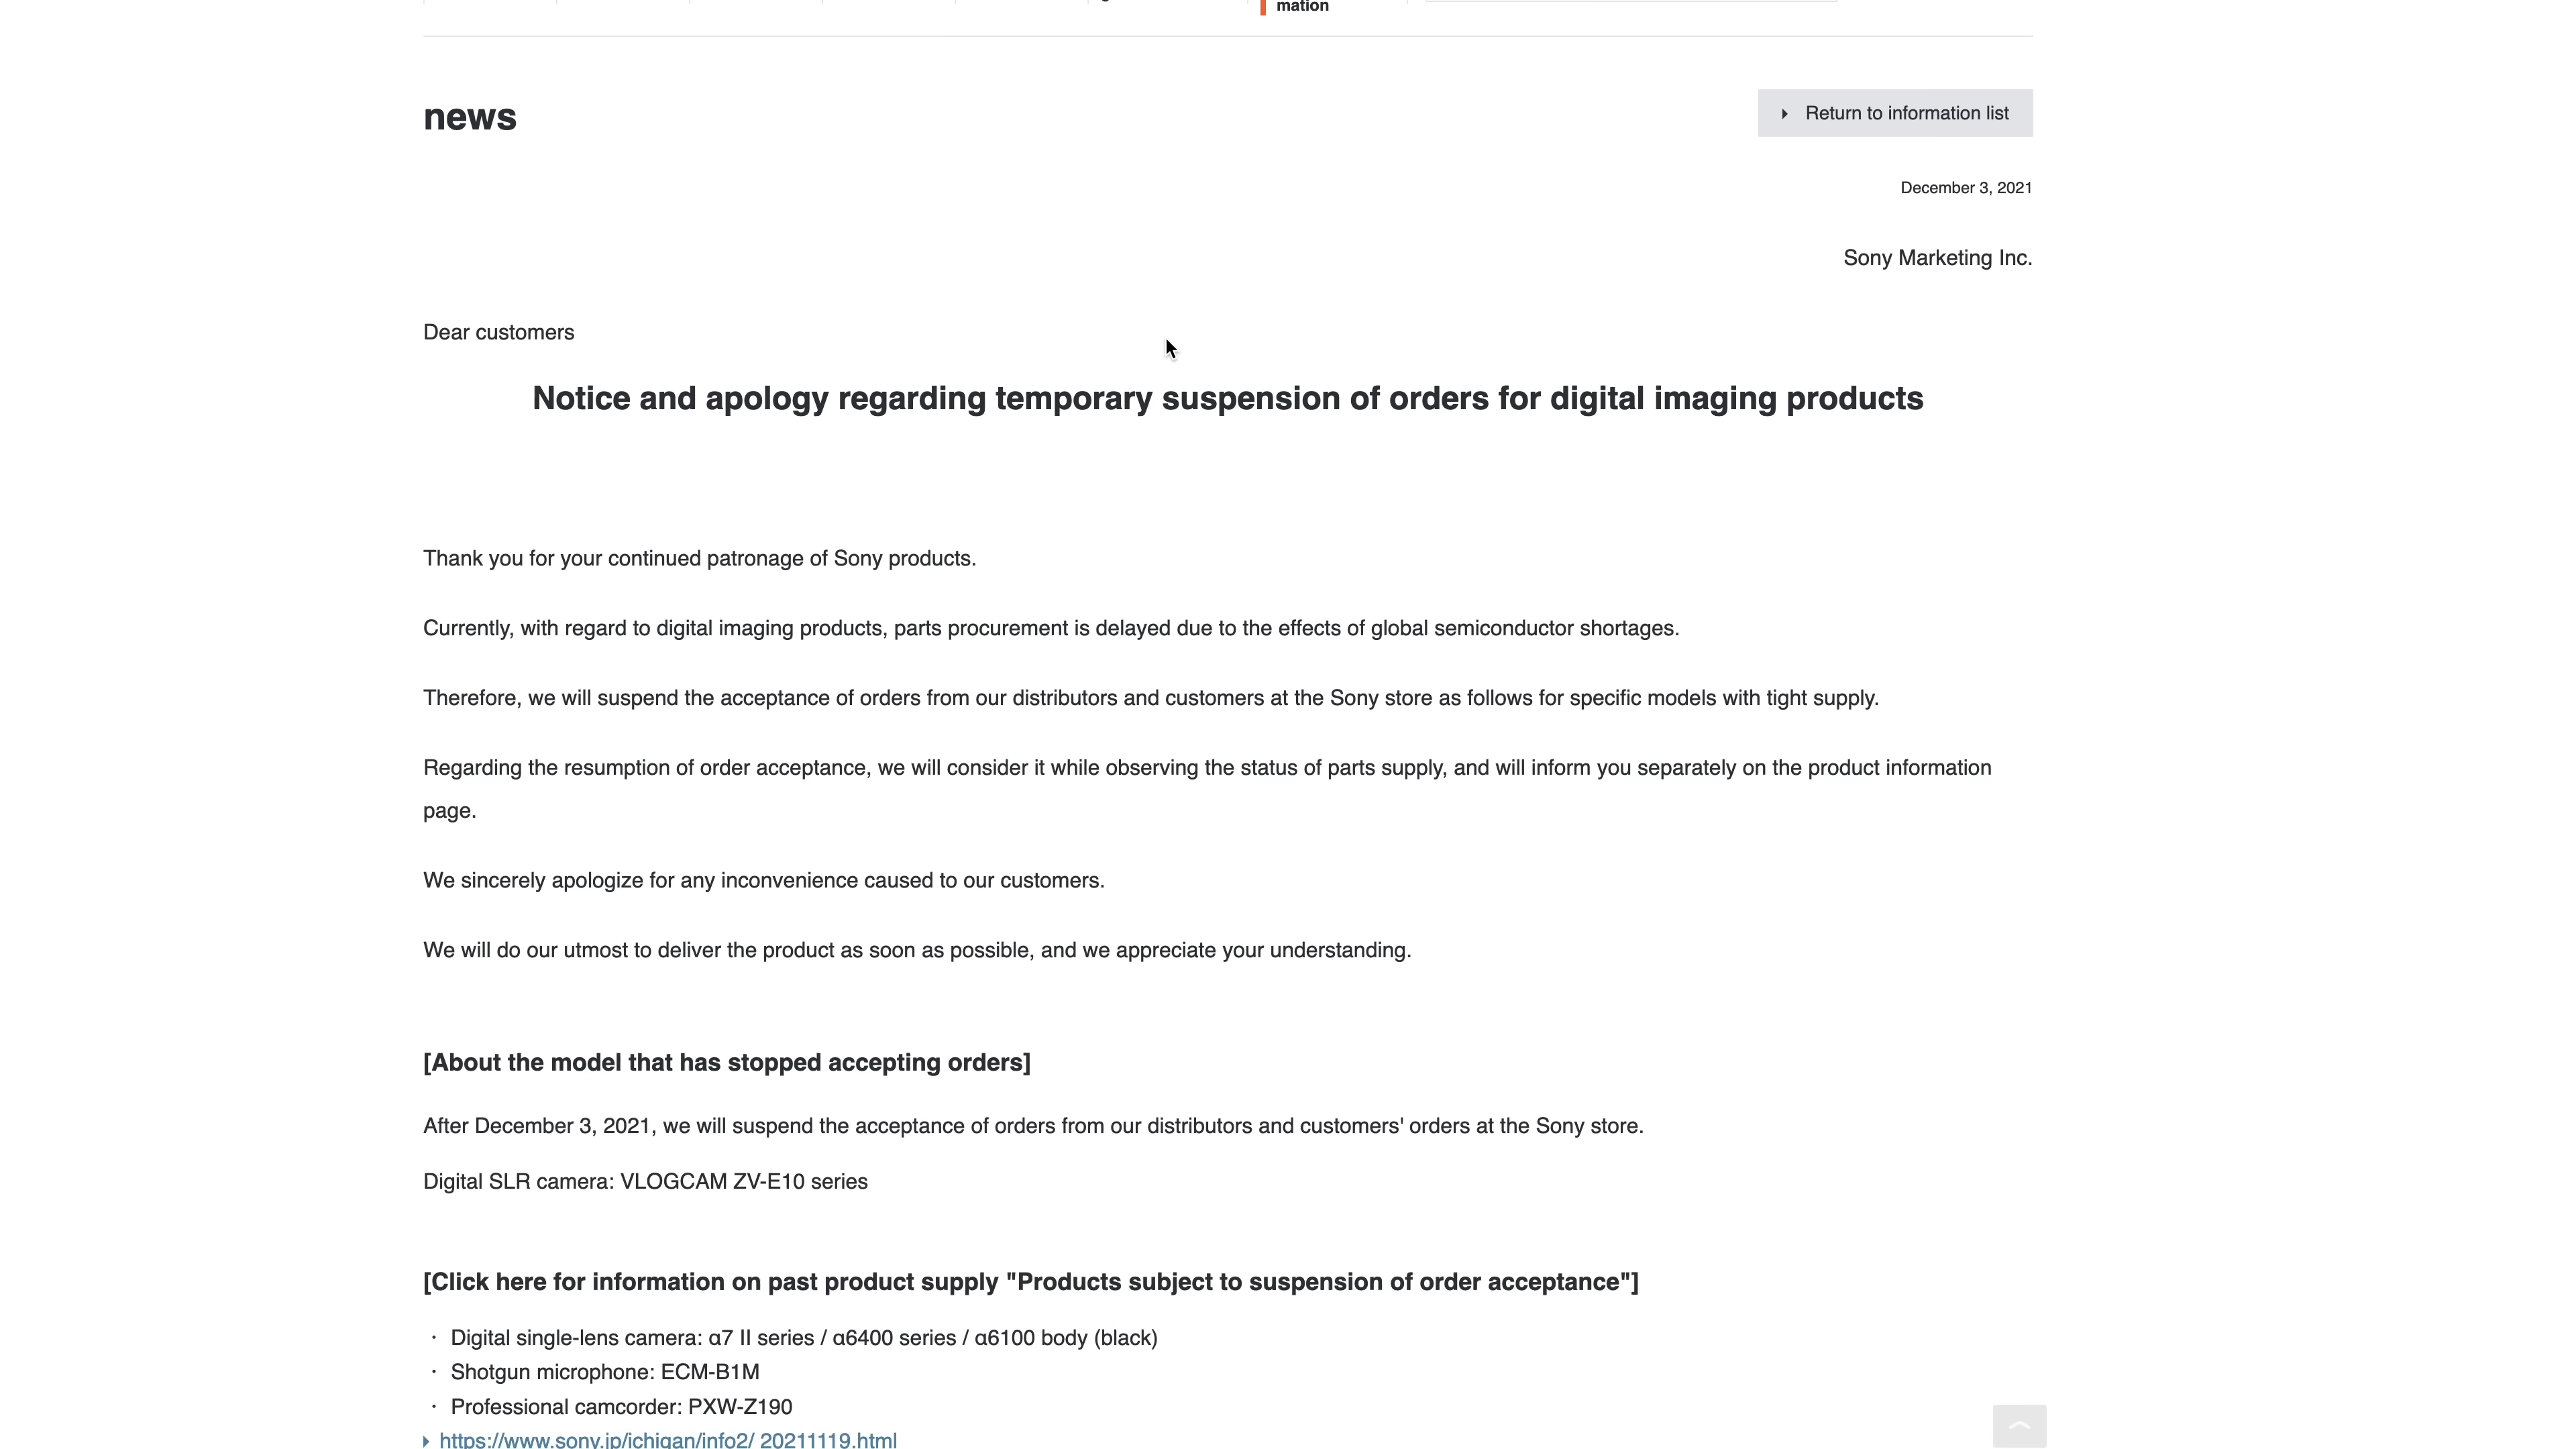 mation
news
Return to information list
December 3, 2021
Sony Marketing Inc.
Dear customers
Notice and apology regarding temporary suspension of orders for digital imaging products
Thank you for your continued patronage of Sony products.
Currently, with regard to digital imaging products, parts procurement is delayed due to the effects of global semiconductor shortages.
Therefore, we will suspend the acceptance of orders from our distributors and customers at the Sony store as follows for specific models with tight supply.
Regarding the resumption of order acceptance, we will consider it while observing the status of parts supply, and will inform you separately on the product information
page.
We sincerely apologize for any inconvenience caused to our customers.
We will do our utmost to deliver the product as soon as possible, and we appreciate your understanding.
[About the model that has stopped accepting orders]
After December 3, 2021, we will suspend the acceptance of orders from our distributors and customers' orders at the Sony store.
Digital SLR camera: VLOGCAM ZV-E10 series
[Click here for information on past product supply "Products subject to suspension of order acceptance"]
・ Digital single-lens camera: α7 II series / α6400 series / α6100 body (black)
・ Shotgun microphone: ECM-B1M
・ Professional camcorder: PXW-Z190
https://www.sony.jp/ichigan/info2/ 20211119.html